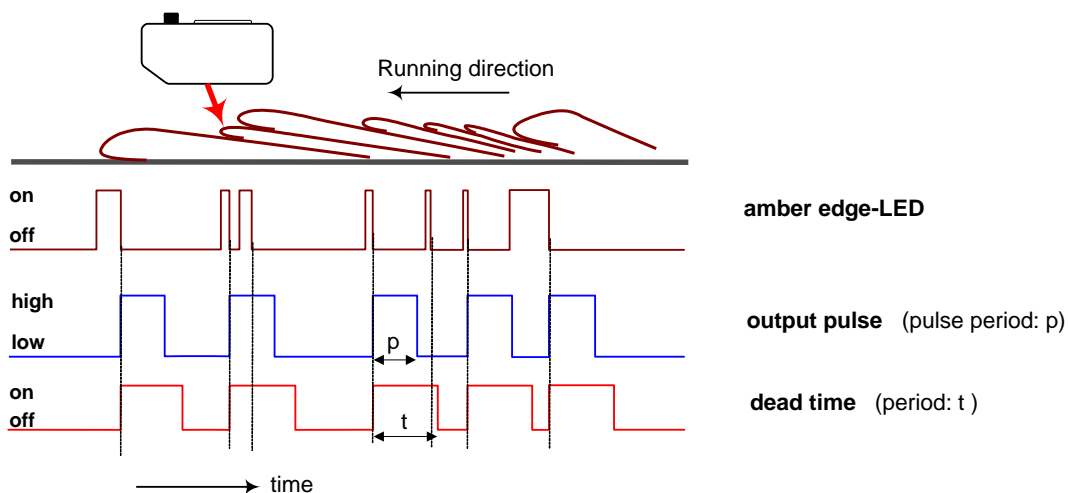 Running direction
on
off
amber edge-LED
high
low
p
output pulse (pulse period: p)
on
off
t
dead time (period: t )
time